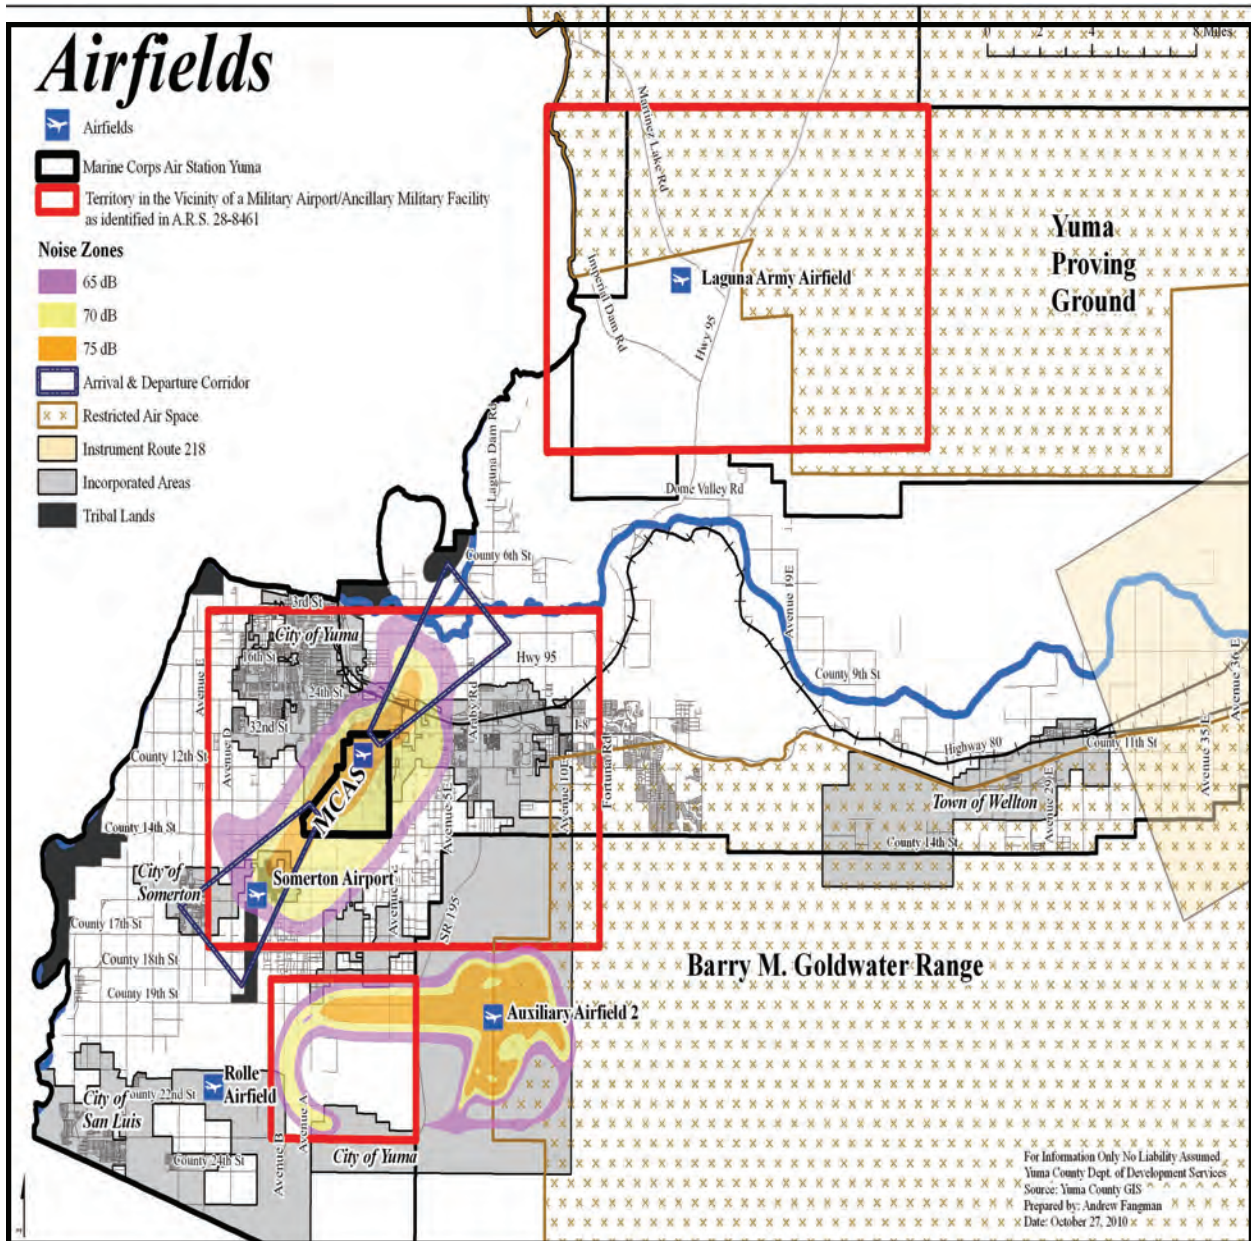 Airfields
Airfields
Marine Corps Air Station Yuma
Territory in the Vicinity of a Military Airport/Ancillary Military Facility
as identified in A.R.S. 28-8461
Noise Zones
65 dB
70 dB
75 dB
Arrival & Departure Corridor
Restricted Air Space
Instrument Route 218
Incorporated Areas
Tribal Lands
0 2 4 8 Miles
Martinez Lake Rd
Yuma
Proving
Ground
Imperial Dam Rd
Laguna Army Airfield
Hwy 95
Laguna Dam Rd
Dome Valley Rd
County 6th St
Avenue 19E
3rd St
City of Yuma
16th St
24th St
32nd St
Avenue E
Avenue D
Hwy 95
Araby Rd
I-8
County 9th St
Avenue 36 E
County 12th St
MCAS
Avenue 5E
Avenue 10E
Fortuna Rd
Highway 80
County 11th St
Avenue 35E
Town of Wellton
Avenue 29E
County 14th St
County 14th St
City of
Somerton
Somerton Airport
Avenue
SR 195
County 17th St
County 18th St
County 19th St
Barry M. Goldwater Range
Auxiliary Airfield 2
Rolle
Airfield
City of
San Luis
ounty 22nd St
Avenue A
Avenue B
County 24th St
City of Yuma
For Information Only No Liability Assumed
Yuma County Dept. of Development Services
Source: Yuma County GIS
Prepared by: Andrew Fangman
Date: October 27, 2010